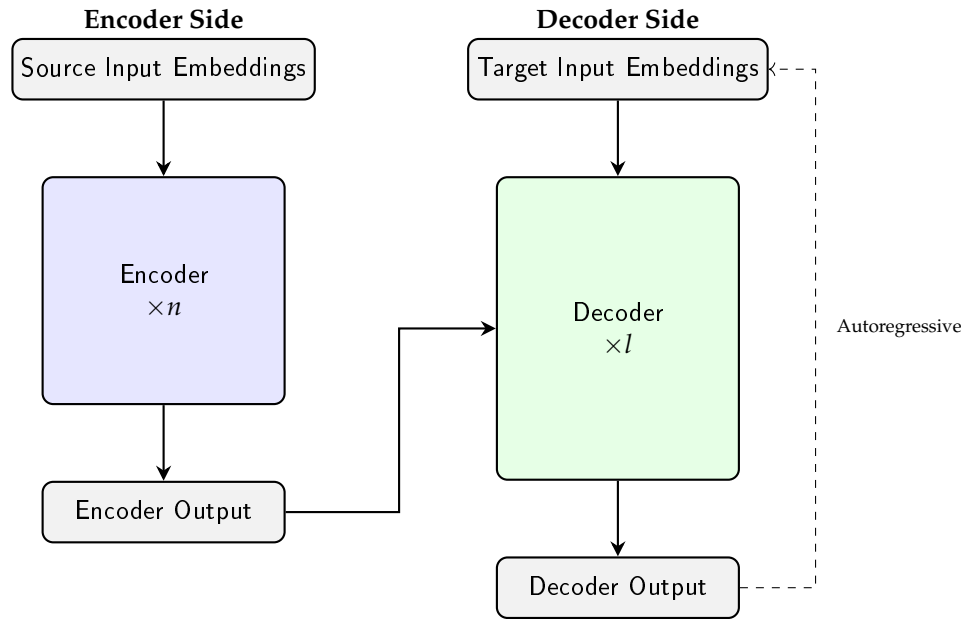 Encoder Side
Decoder Side
Source Input Embeddings
Target Input Embeddings
Encoder
×n
Decoder
×l
Autoregressive
Encoder Output
Decoder Output